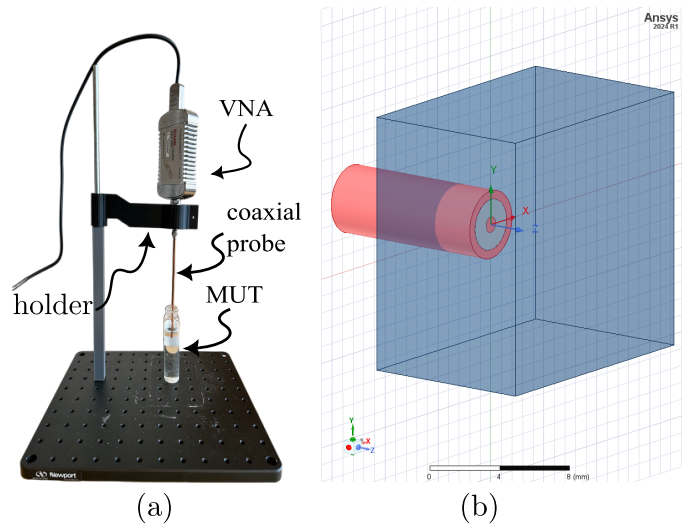 VNA
coaxial
probe
MUT
holder
Newport
(a)
Ansys
2024 R1
Y
X
Z
Y
X
Z
0
4
8 (mm)
(b)